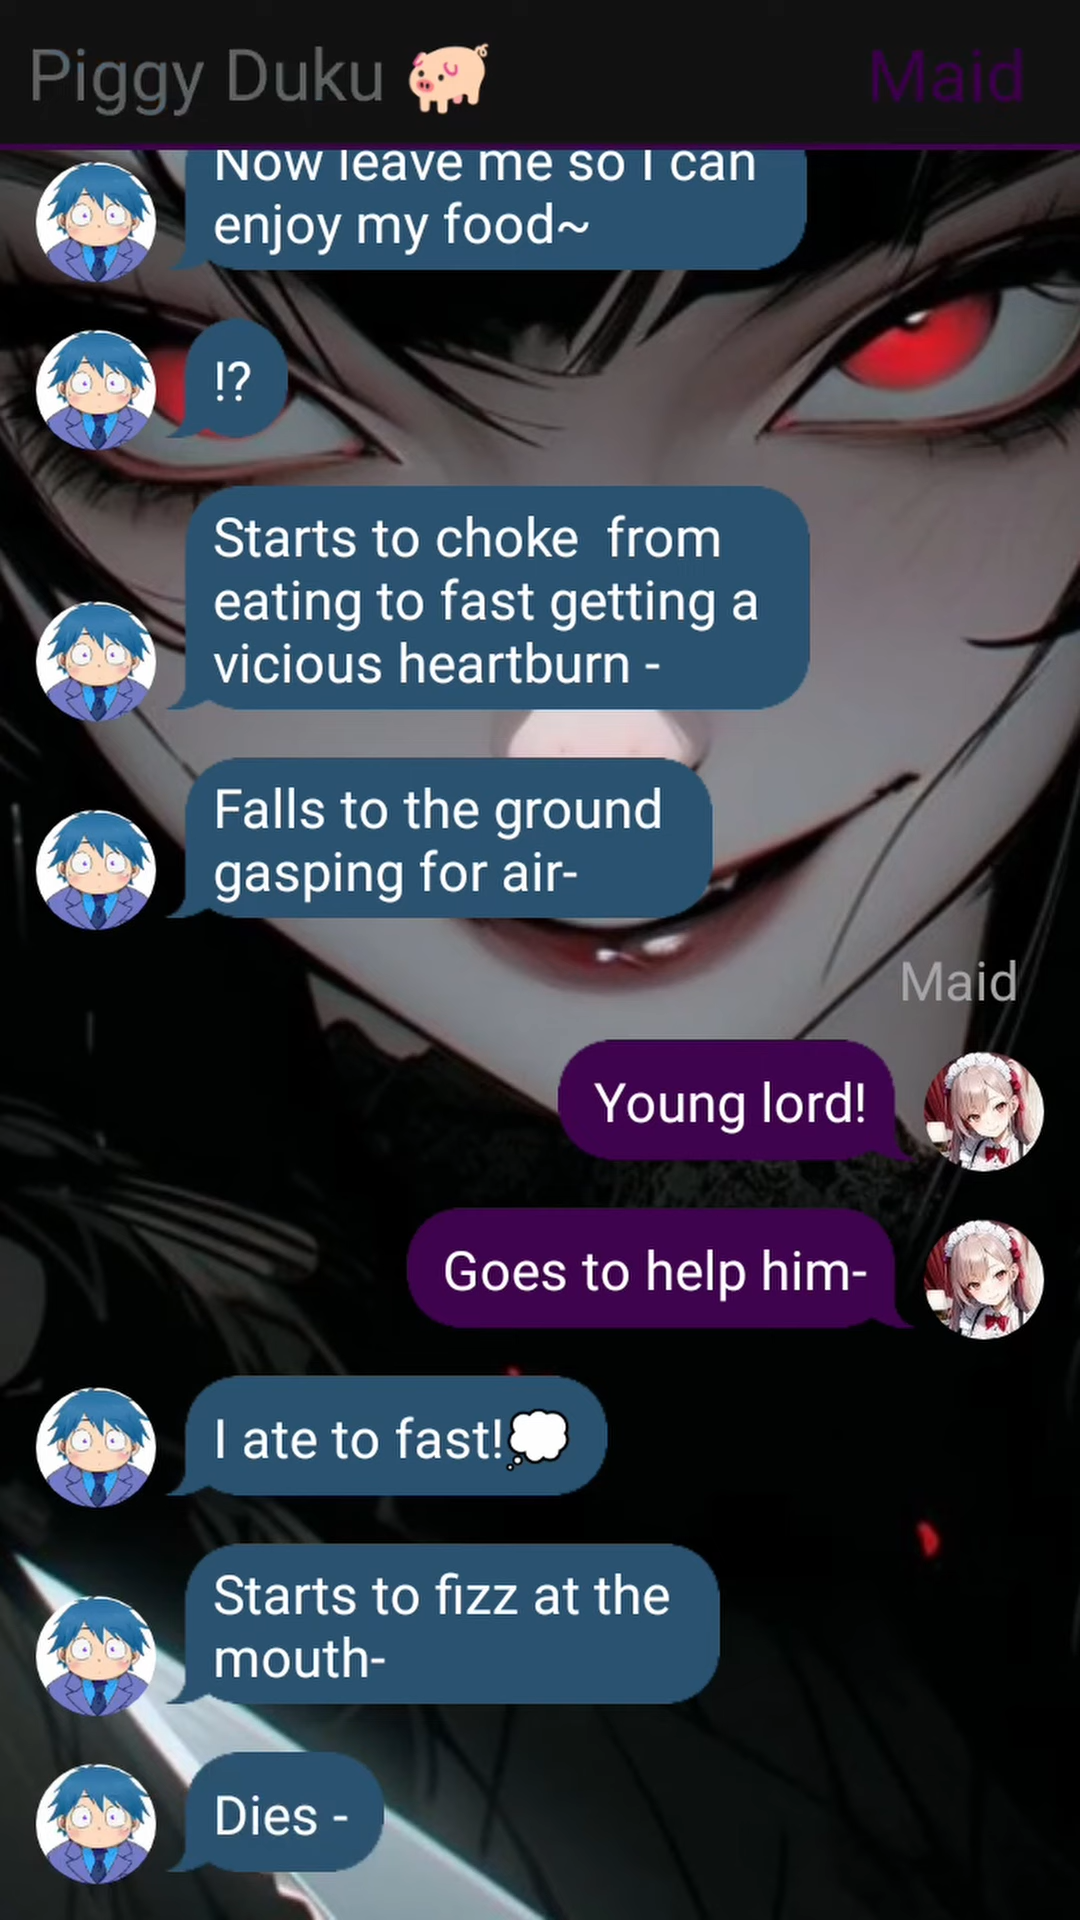 Piggy Duku 🐖 Maid
Now leave me so I can
enjoy my food~
!?
Starts to choke  from
eating to fast getting a
vicious heartburn -
Falls to the ground
gasping for air-
Maid
Young lord!
Goes to help him-
I ate to fast!💭
Starts to fizz at the
mouth-
Dies -